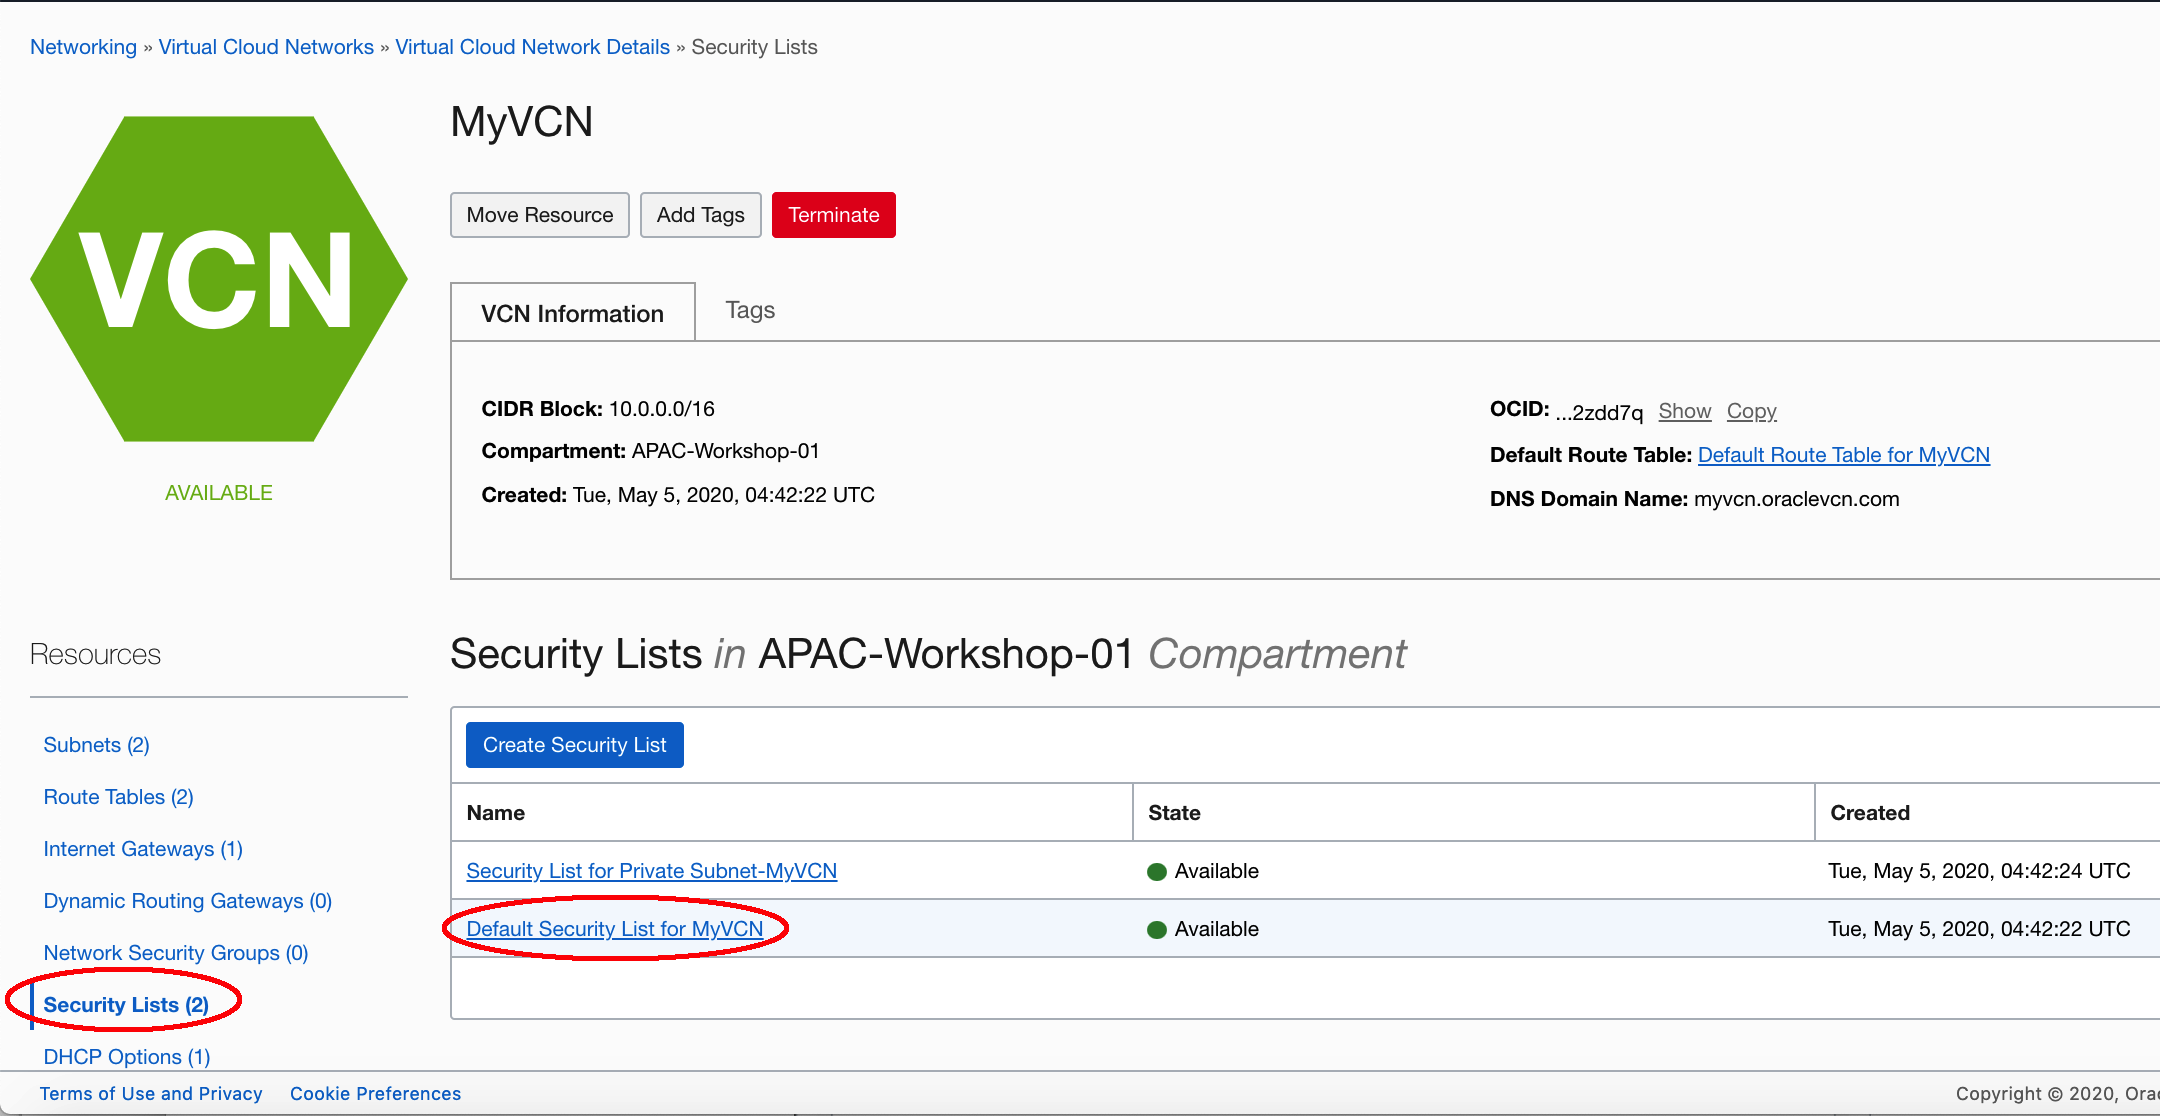 Networking » Virtual Cloud Networks » Virtual Cloud Network Details » Security Lists
VCN
AVAILABLE
MyVCN
Move Resource Add Tags Terminate
VCN Information Tags
CIDR Block: 10.0.0.0/16
Compartment: APAC-Workshop-01
Created: Tue, May 5, 2020, 04:42:22 UTC
OCID: ...2zdd7q Show Copy
Default Route Table: Default Route Table for MyVCN
DNS Domain Name: myvcn.oraclevcn.com
Resources
Subnets (2)
Route Tables (2)
Internet Gateways (1)
Dynamic Routing Gateways (0)
Network Security Groups (0)
Security Lists (2)
DHCP Options (1)
Security Lists in APAC-Workshop-01 Compartment
Create Security List
Name State Created
Security List for Private Subnet-MyVCN Available Tue, May 5, 2020, 04:42:24 UTC
Default Security List for MyVCN Available Tue, May 5, 2020, 04:42:22 UTC
Terms of Use and Privacy Cookie Preferences
Copyright © 2020,